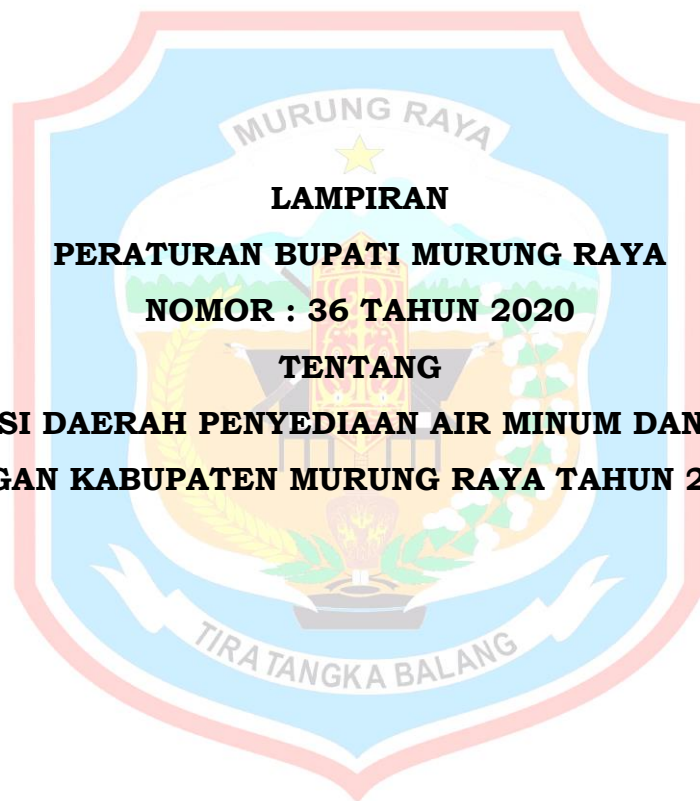 MURUNG RAYA
LAMPIRAN
PERATURAN BUPATI MURUNG RAYA
NOMOR : 36 TAHUN 2020
TENTANG
SI DAERAH PENYEDIAAN AIR MINUM DAN
GAN KABUPATEN MURUNG RAYA TAHUN 2
TIRA TANGKA BALANG